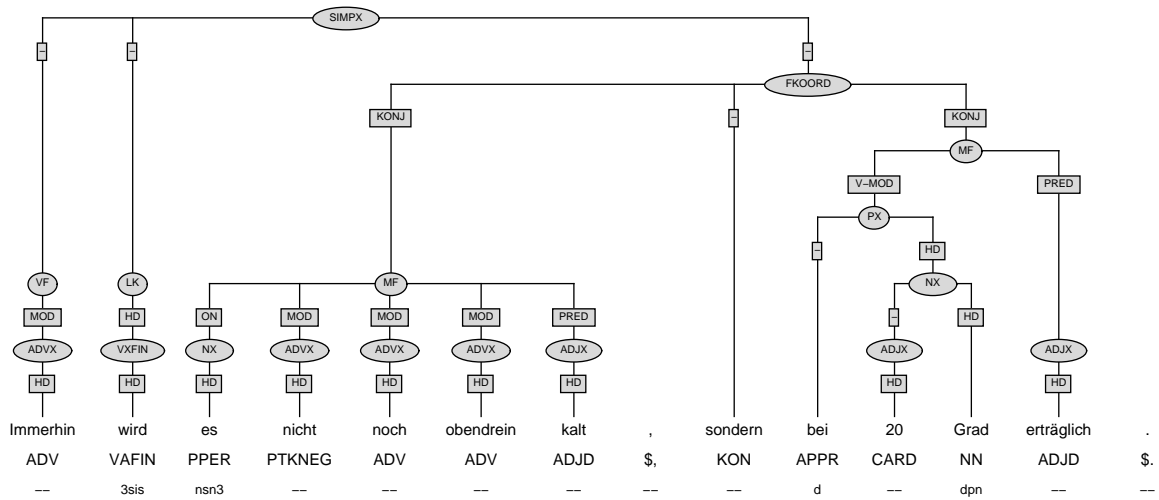 SIMPX
– – –
FKOORD
KONJ – KONJ
MF
V–MOD PRED
PX
– HD
VF LK MF NX
MOD HD ON MOD MOD MOD PRED – HD
ADVX VXFIN NX ADVX ADVX ADVX ADJX ADJX ADJX
HD HD HD HD HD HD HD HD HD
Immerhin wird es nicht noch obendrein kalt , sondern bei 20 Grad erträglich .
ADV VAFIN PPER PTKNEG ADV ADV ADJD $, KON APPR CARD NN ADJD $.
–– 3sis nsn3 –– –– –– –– –– –– d –– dpn –– ––